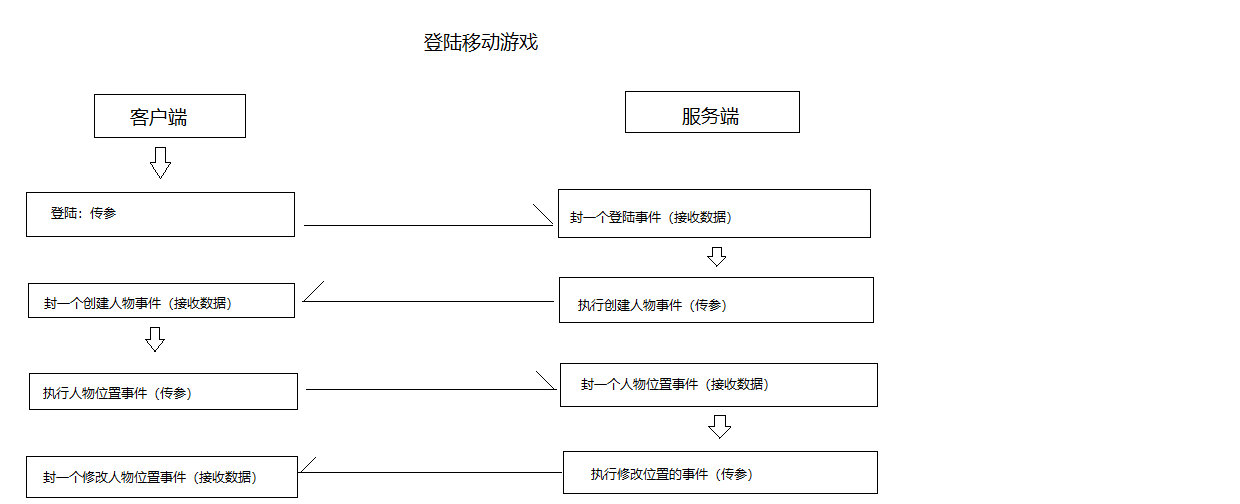 登陆移动游戏
客户端
服务端
登陆：传参
封一个登陆事件（接收数据）
封一个创建人物事件（接收数据）
执行创建人物事件（传参）
执行人物位置事件（传参）
封一个人物位置事件（接收数据）
封一个修改人物位置事件（接收数据）
执行修改位置的事件（传参）